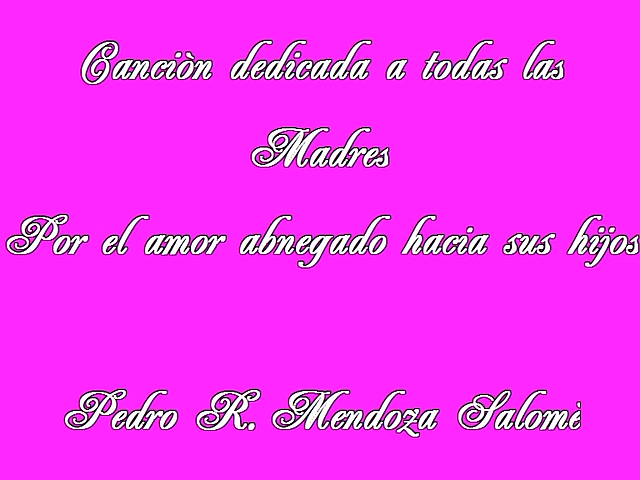 Canciòn dedicada a todas las
Madres
Por el amor abnegado hacia sus hijos
Pedro R. Mendoza Salomè